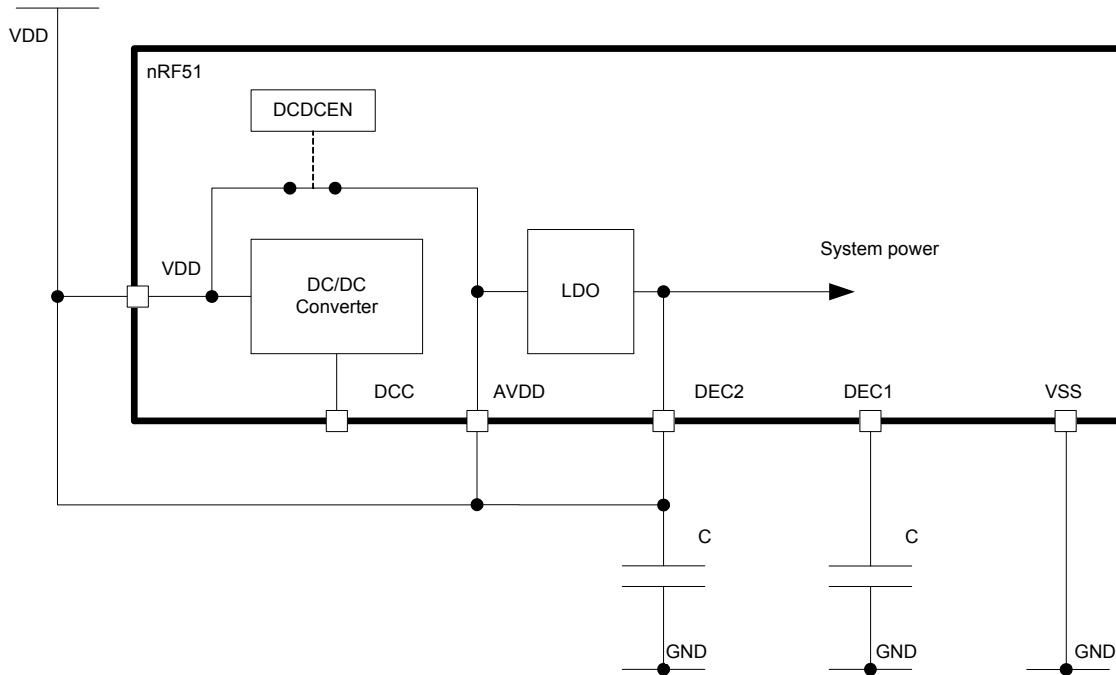 VDD
nRF51
DCDCEN
VDD
DC/DC
Converter
LDO
System power
DCC
AVDD
DEC2
DEC1
VSS
C
C
GND
GND
GND